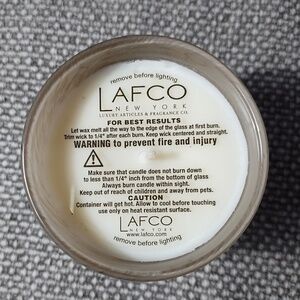 remove before lighting
LAFCO
NEW YORK
LUXURY ARTICLES & FRAGRANCE CO.
FOR BEST RESULTS
Let wax melt all the way to the edge of the glass at first burn.
Trim wick to 1/4" after each burn. Keep wick centered and straight.
WARNING to prevent fire and injury
Make sure that candle does not burn down
to less than 1/4" inch from the bottom of glass
Always burn candle within sight.
Keep out of reach of children and away from pets.
CAUTION
Container will get hot. Allow to cool before touching
use only on heat resistant surface.
LAFCO
NEW YORK
www.lafco.com
remove before lighting